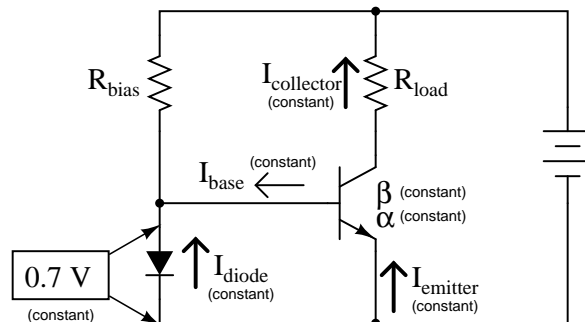 R_bias
I_collector
(constant)
R_load
I_base
(constant)
β (constant)
α (constant)
0.7 V
(constant)
I_diode
(constant)
I_emitter
(constant)